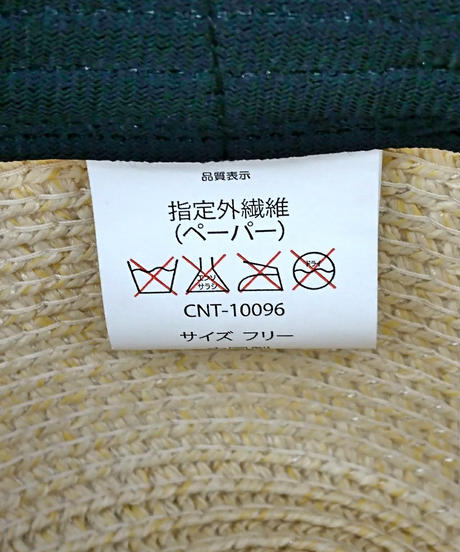 品質表示
指定外繊維
(ペーパー)
エンソ
サラシ
ドライ
CNT-10096
サイズ フリー